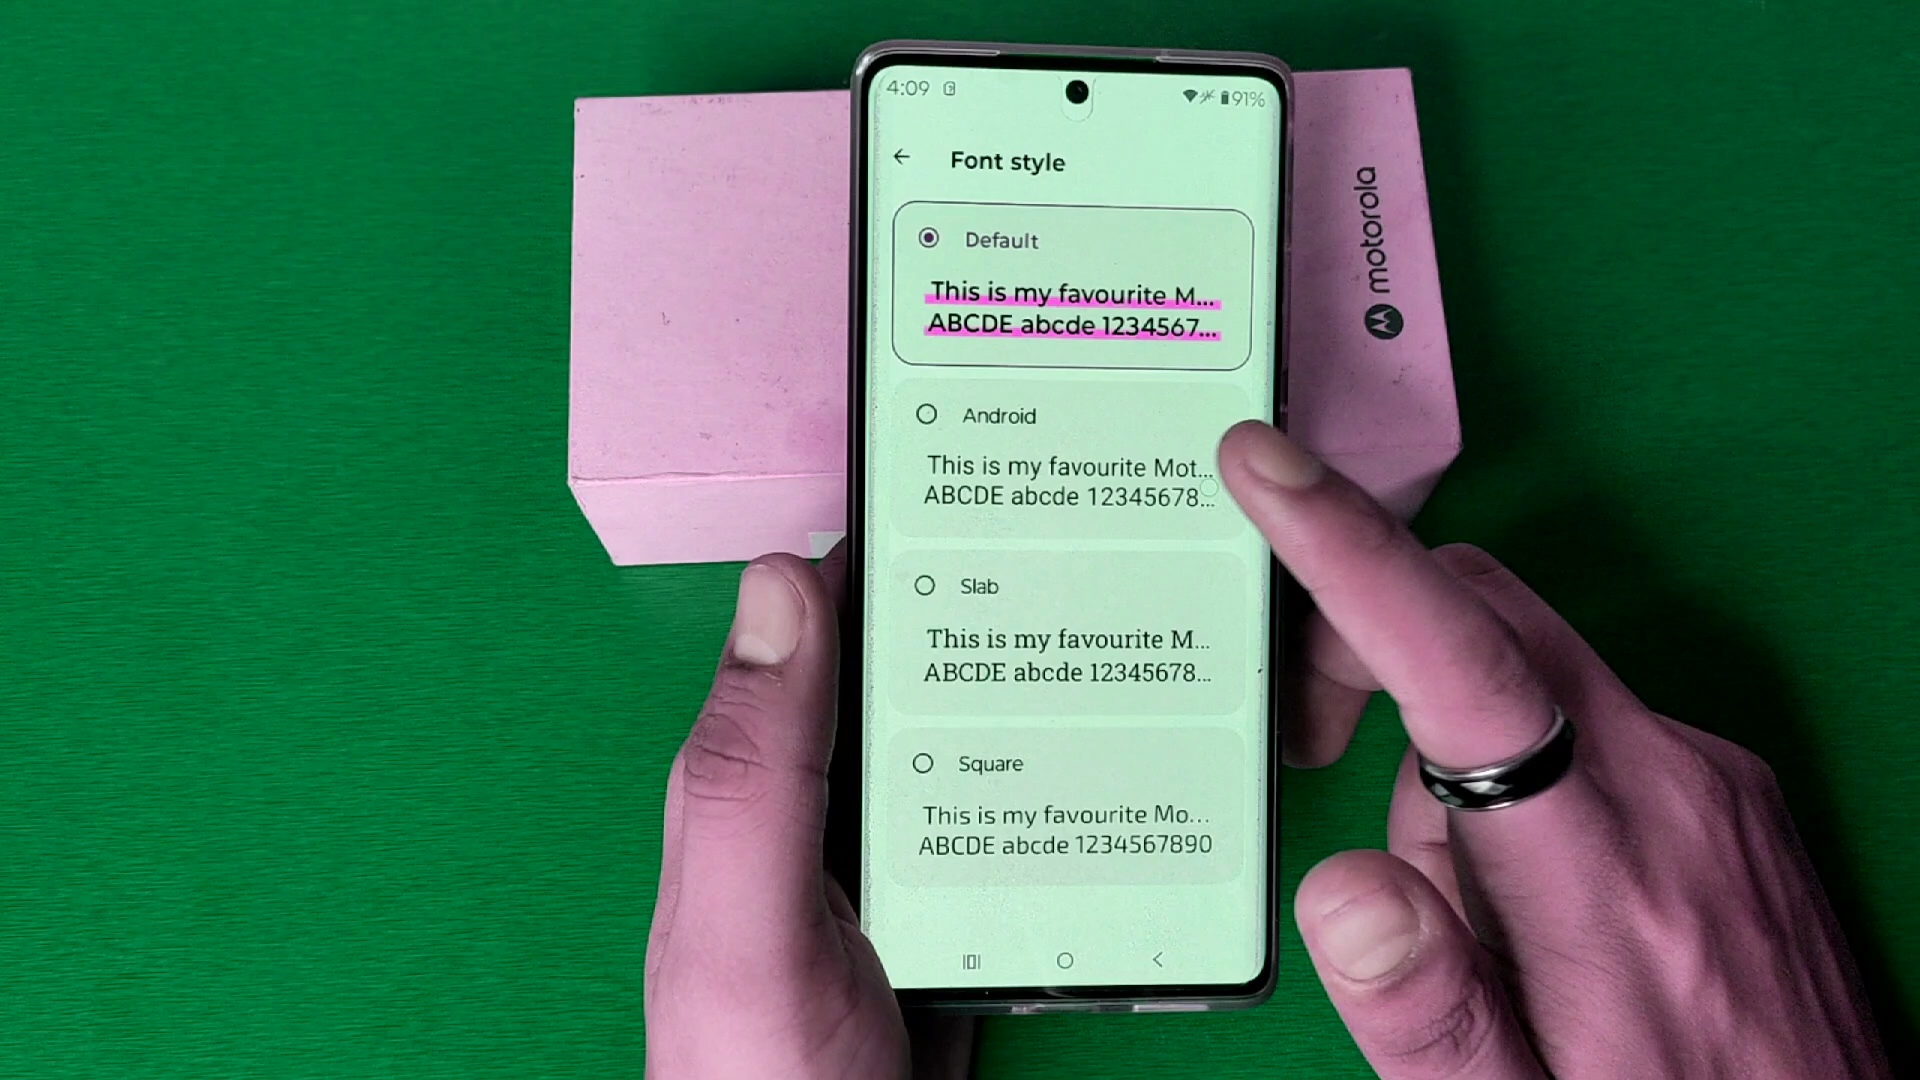 4:09
91%
Font style
Default
This is my favourite M...
ABCDE abcde 1234567...
Android
This is my favourite Mot...
ABCDE abcde 12345678...
Slab
This is my favourite M...
ABCDE abcde 12345678...
Square
This is my favourite Mo...
ABCDE abcde 1234567890
motorola